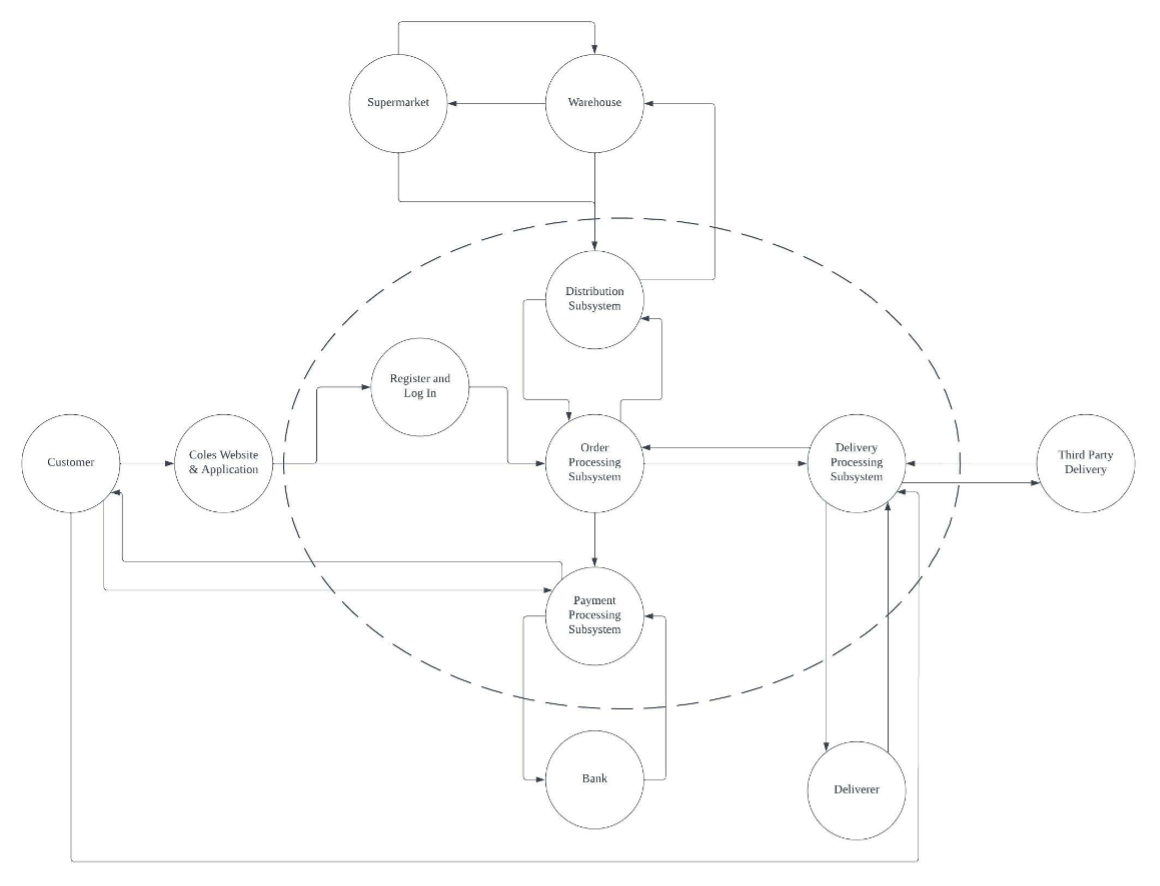 Supermarket
Warehouse
Distribution
Subsystem
Register and
Log In
Customer
Coles Website
& Application
Order
Processing
Subsystem
Delivery
Processing
Subsystem
Third Party
Delivery
Payment
Processing
Subsystem
Bank
Deliverer